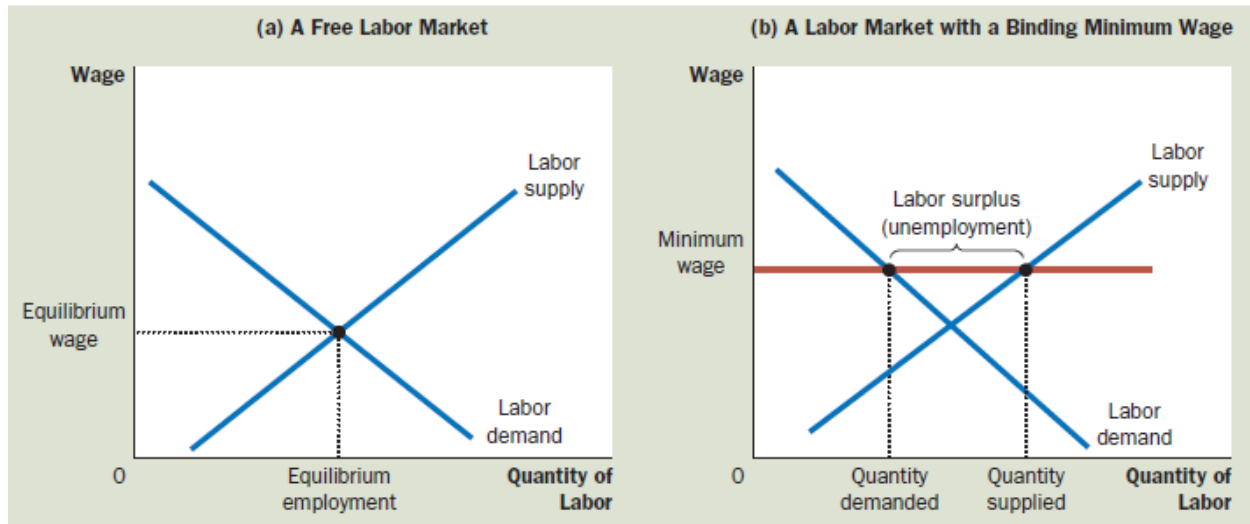 (a) A Free Labor Market
Wage
Labor
supply
Equilibrium
wage
Labor
demand
0
Equilibrium
employment
Quantity of
Labor
(b) A Labor Market with a Binding Minimum Wage
Wage
Labor
supply
Labor surplus
(unemployment)
Minimum
wage
Labor
demand
0
Quantity
demanded
Quantity
supplied
Quantity of
Labor